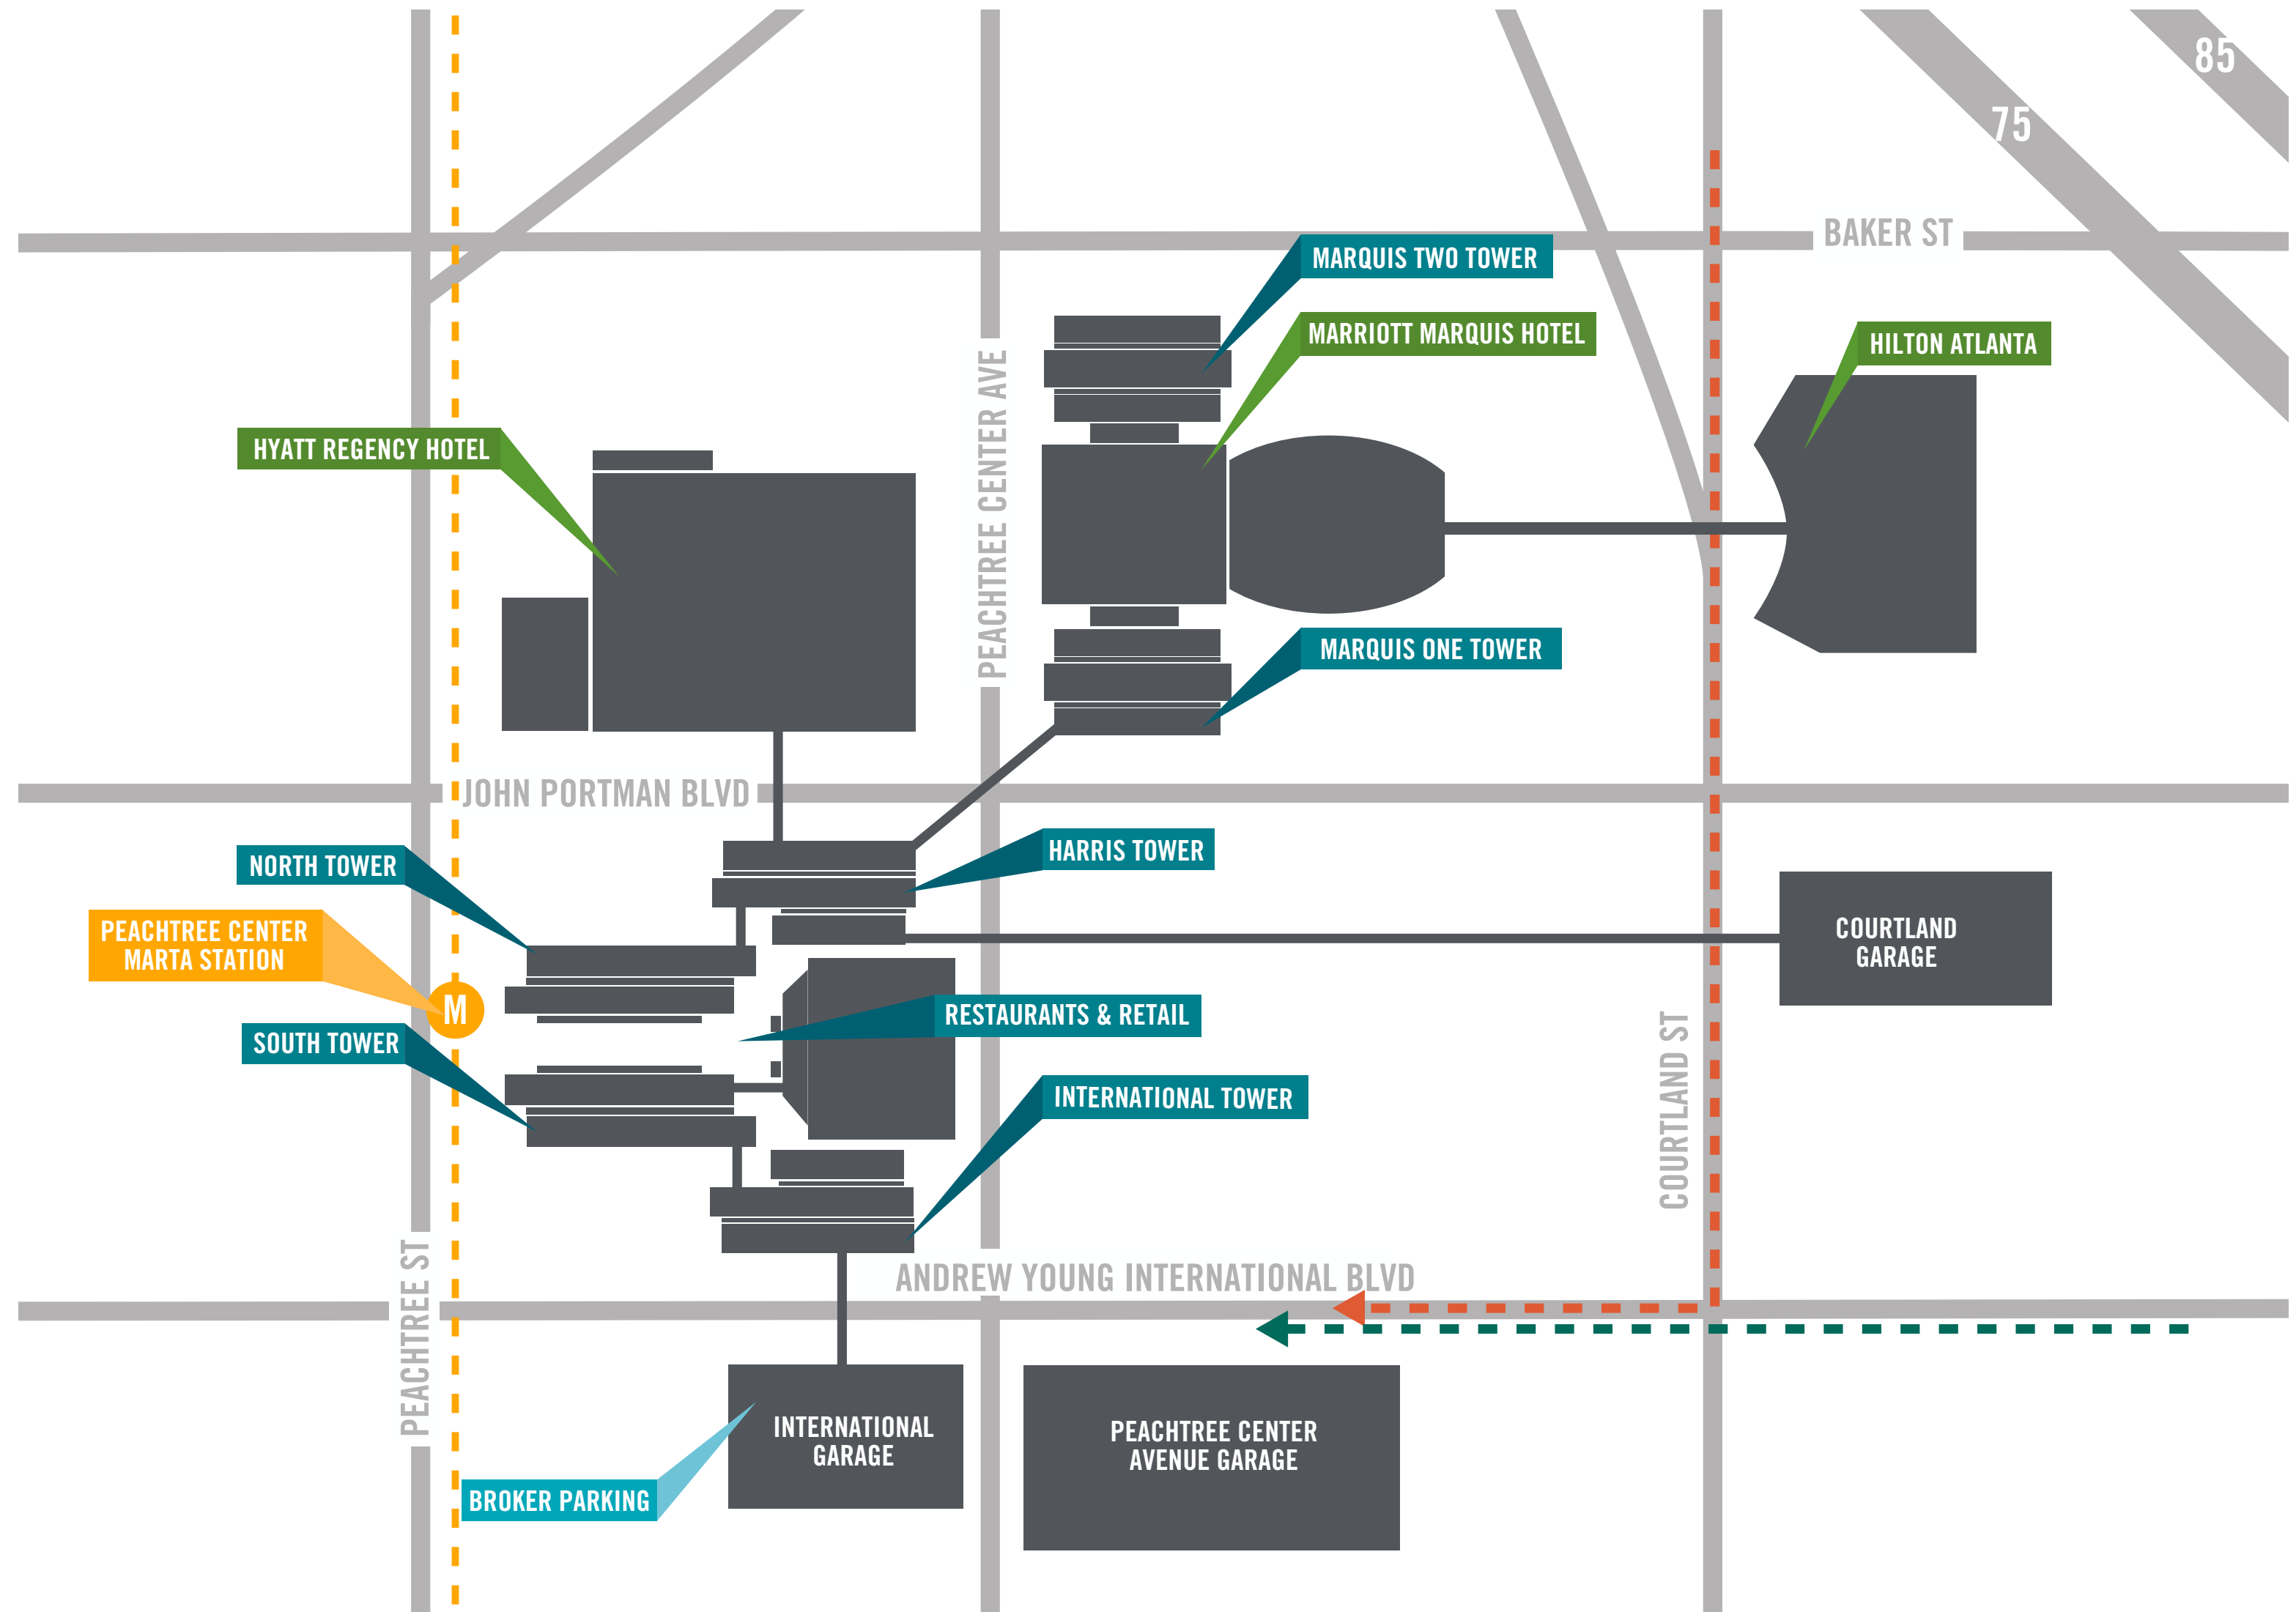 85
75
BAKER ST
MARQUIS TWO TOWER
MARRIOTT MARQUIS HOTEL
HILTON ATLANTA
HYATT REGENCY HOTEL
PEACHTREE CENTER AVE
MARQUIS ONE TOWER
JOHN PORTMAN BLVD
NORTH TOWER
HARRIS TOWER
PEACHTREE CENTER
MARTA STATION
COURTLAND
GARAGE
M
RESTAURANTS & RETAIL
SOUTH TOWER
INTERNATIONAL TOWER
COURTLAND ST
ANDREW YOUNG INTERNATIONAL BLVD
PEACHTREE ST
INTERNATIONAL
GARAGE
PEACHTREE CENTER
AVENUE GARAGE
BROKER PARKING